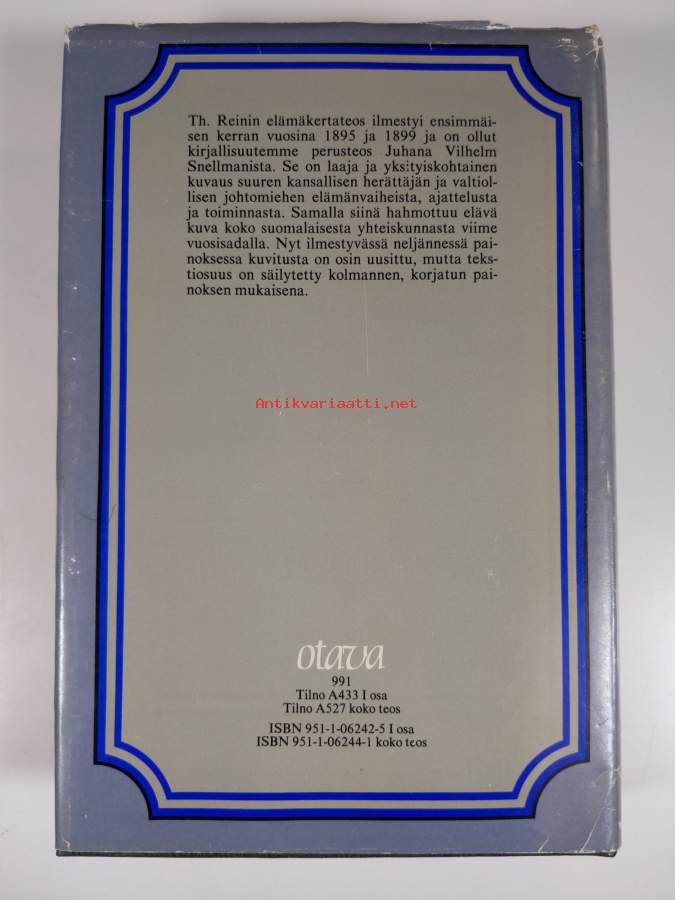 Th. Reinin elämäkertateos ilmestyi ensimmäi-
sen kerran vuosina 1895 ja 1899 ja on ollut
kirjallisuutemme perusteos Juhana Vilhelm
Snellmanista. Se on laaja ja yksityiskohtainen
kuvaus suuren kansallisen herättäjän ja valtiol-
lisen johtomiehen elämänvaiheista, ajattelusta
ja toiminnasta. Samalla siinä hahmottuu elävä
kuva koko suomalaisesta yhteiskunnasta viime
vuosisadalla. Nyt ilmestyvässä neljännessä pai-
noksessa kuvitusta on osin uusittu, mutta teks-
tiosuus on säilytetty kolmannen, korjatun pai-
noksen mukaisena.
Antikvariaatti.net
otava
991
Tilno A433 I osa
Tilno A527 koko teos
ISBN 951-1-06242-5 I osa
ISBN 951-1-06244-1 koko teos